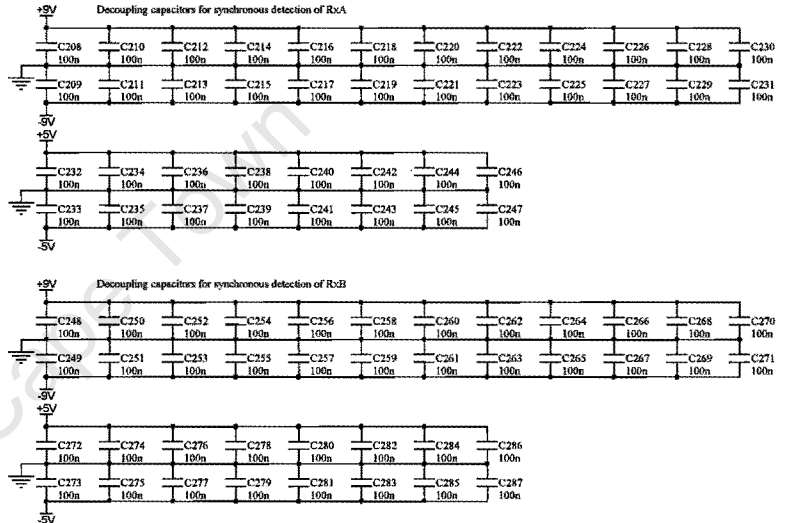 +9V Decoupling capacitors for synchronous detection of RxA
C208 C210 C212 C214 C216 C218 C220 C222 C224 C226 C228 C230
100n 100n 100n 100n 100n 100n 100n 100n 100n 100n 100n 100n
C209 C211 C213 C215 C217 C219 C221 C223 C225 C227 C229 C231
100n 100n 100n 100n 100n 100n 100n 100n 100n 100n 100n 100n
-9V
+5V
C232 C234 C236 C238 C240 C242 C244 C246
100n 100n 100n 100n 100n 100n 100n 100n
C233 C235 C237 C239 C241 C243 C245 C247
100n 100n 100n 100n 100n 100n 100n 100n
-5V
+9V Decoupling capacitors for synchronous detection of RxB
C248 C250 C252 C254 C256 C258 C260 C262 C264 C266 C268 C270
100n 100n 100n 100n 100n 100n 100n 100n 100n 100n 100n 100n
C249 C251 C253 C255 C257 C259 C261 C263 C265 C267 C269 C271
100n 100n 100n 100n 100n 100n 100n 100n 100n 100n 100n 100n
-9V
+5V
C272 C274 C276 C278 C280 C282 C284 C286
100n 100n 100n 100n 100n 100n 100n 100n
C273 C275 C277 C279 C281 C283 C285 C287
100n 100n 100n 100n 100n 100n 100n 100n
-5V
Cape Town